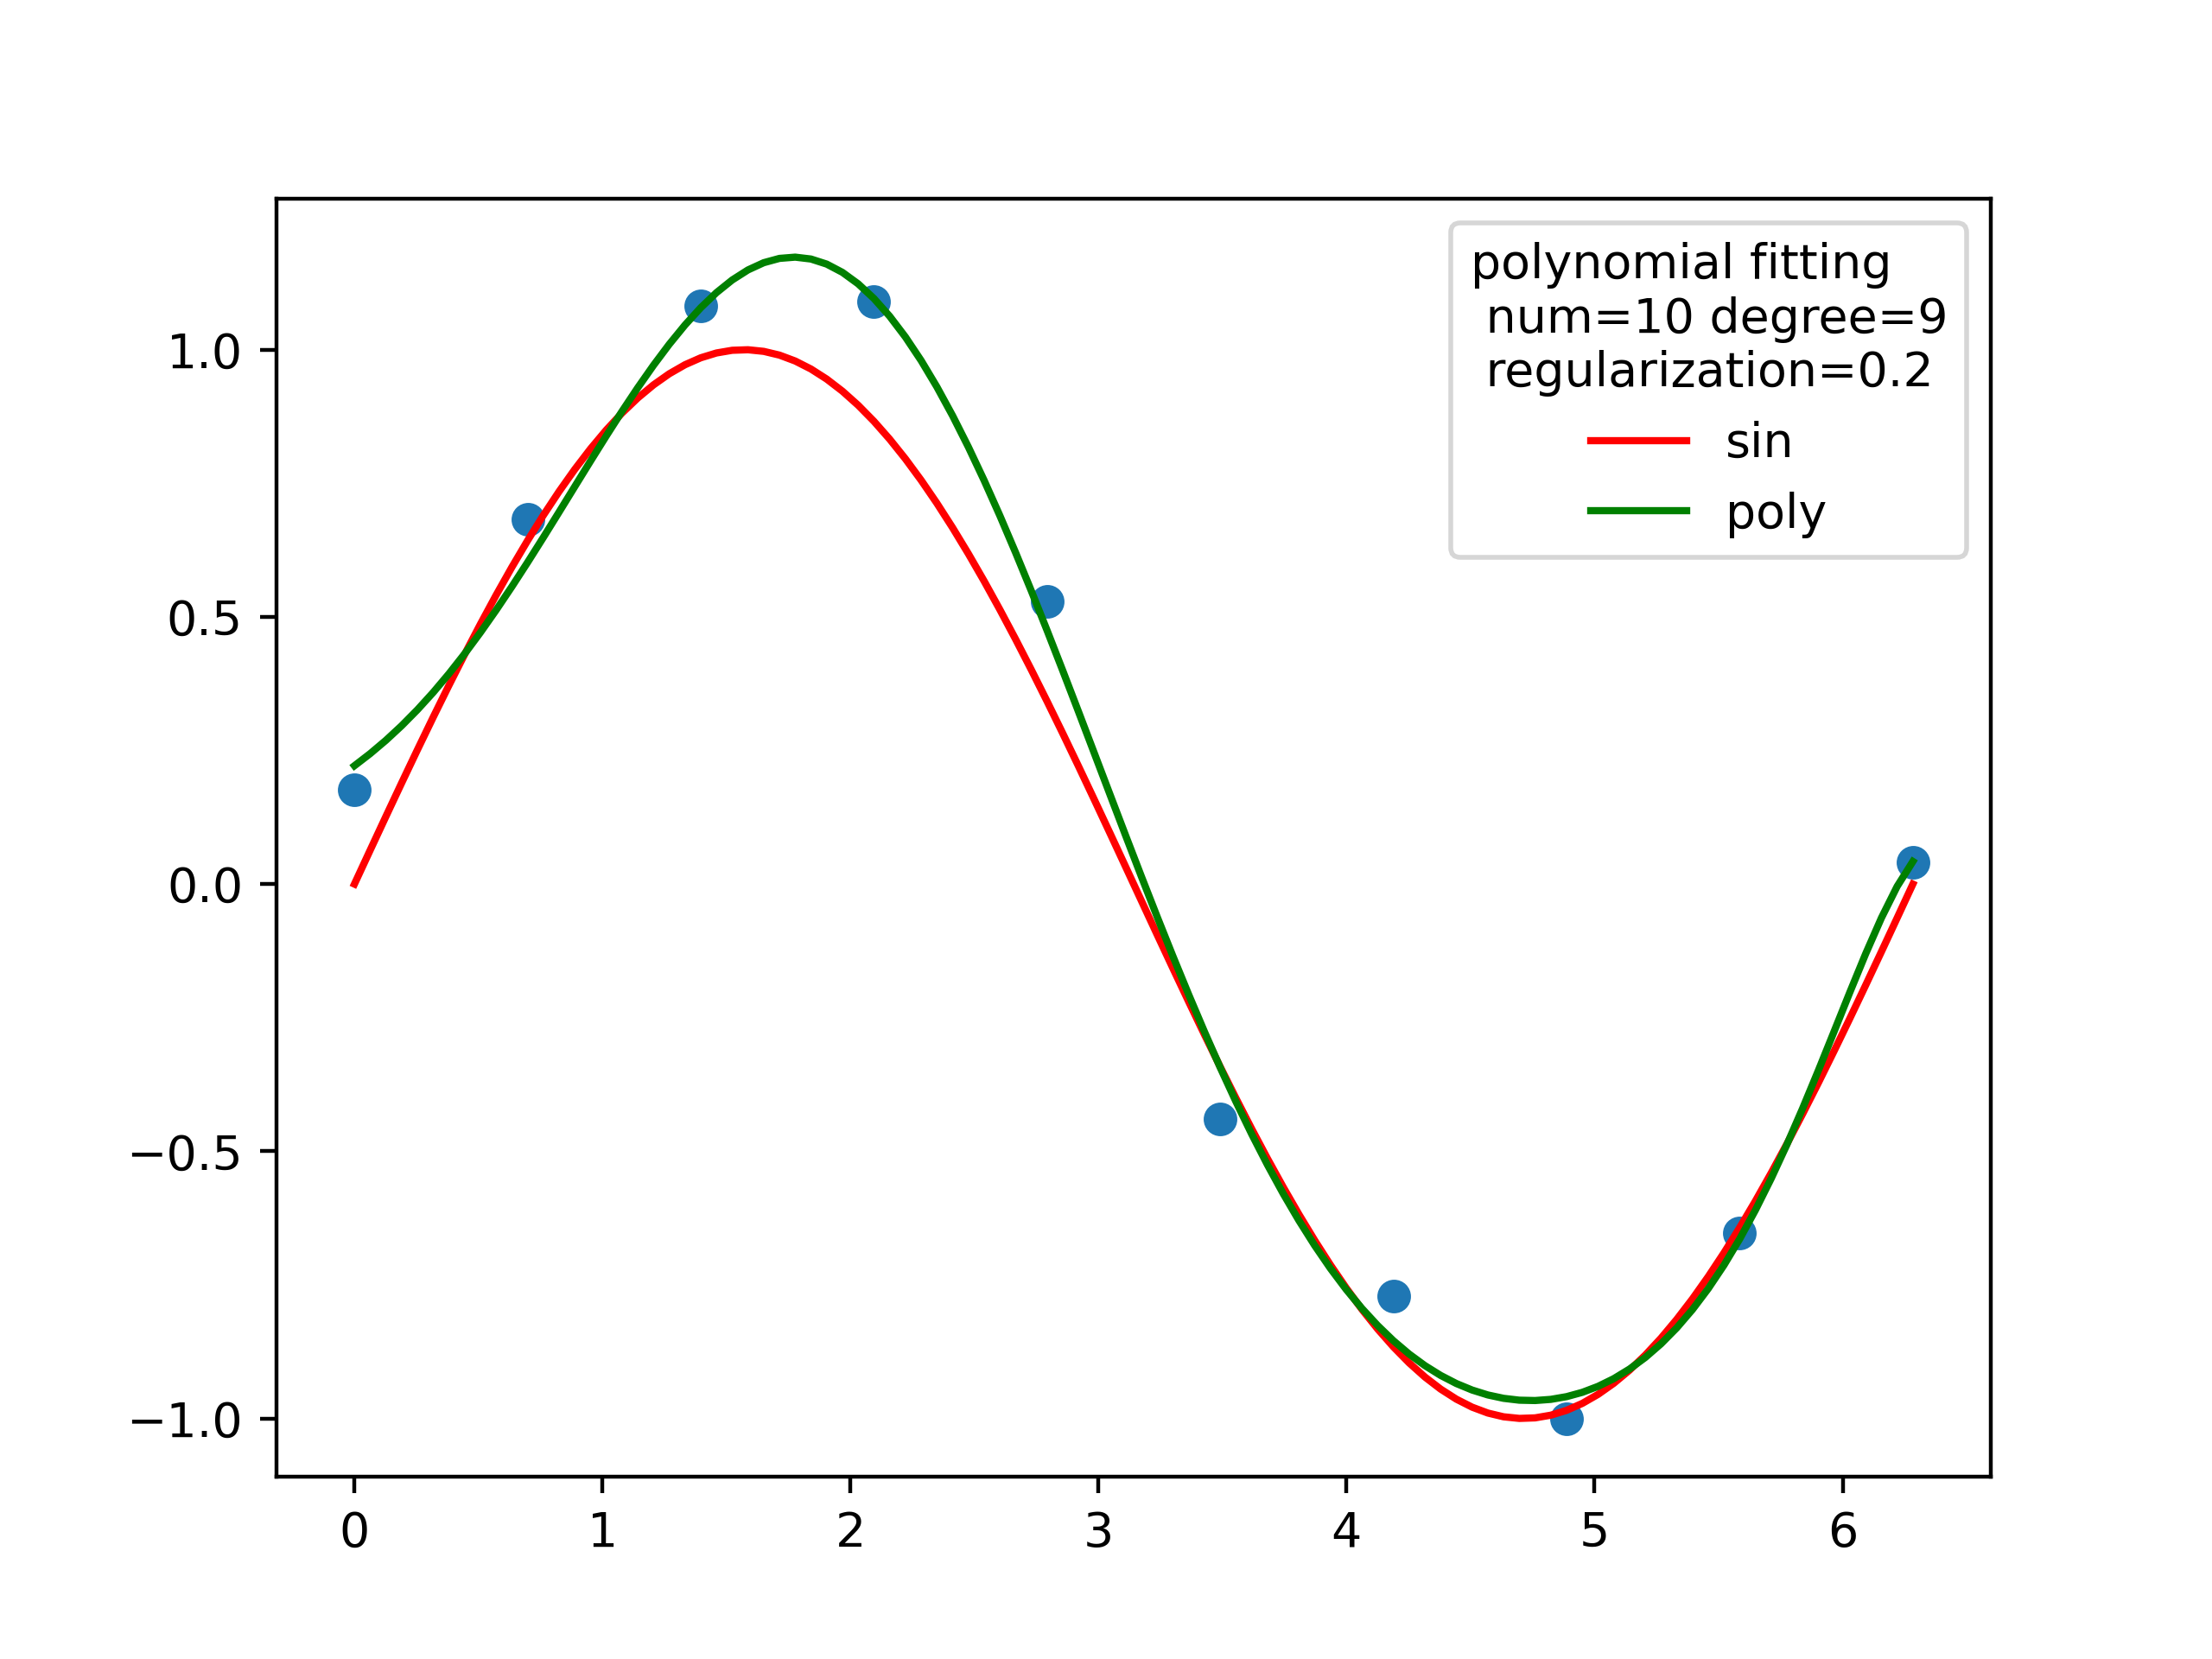 polynomial fitting
num=10 degree=9
regularization=0.2
sin
poly
1.0
0.5
0.0
−0.5
−1.0
0 1 2 3 4 5 6